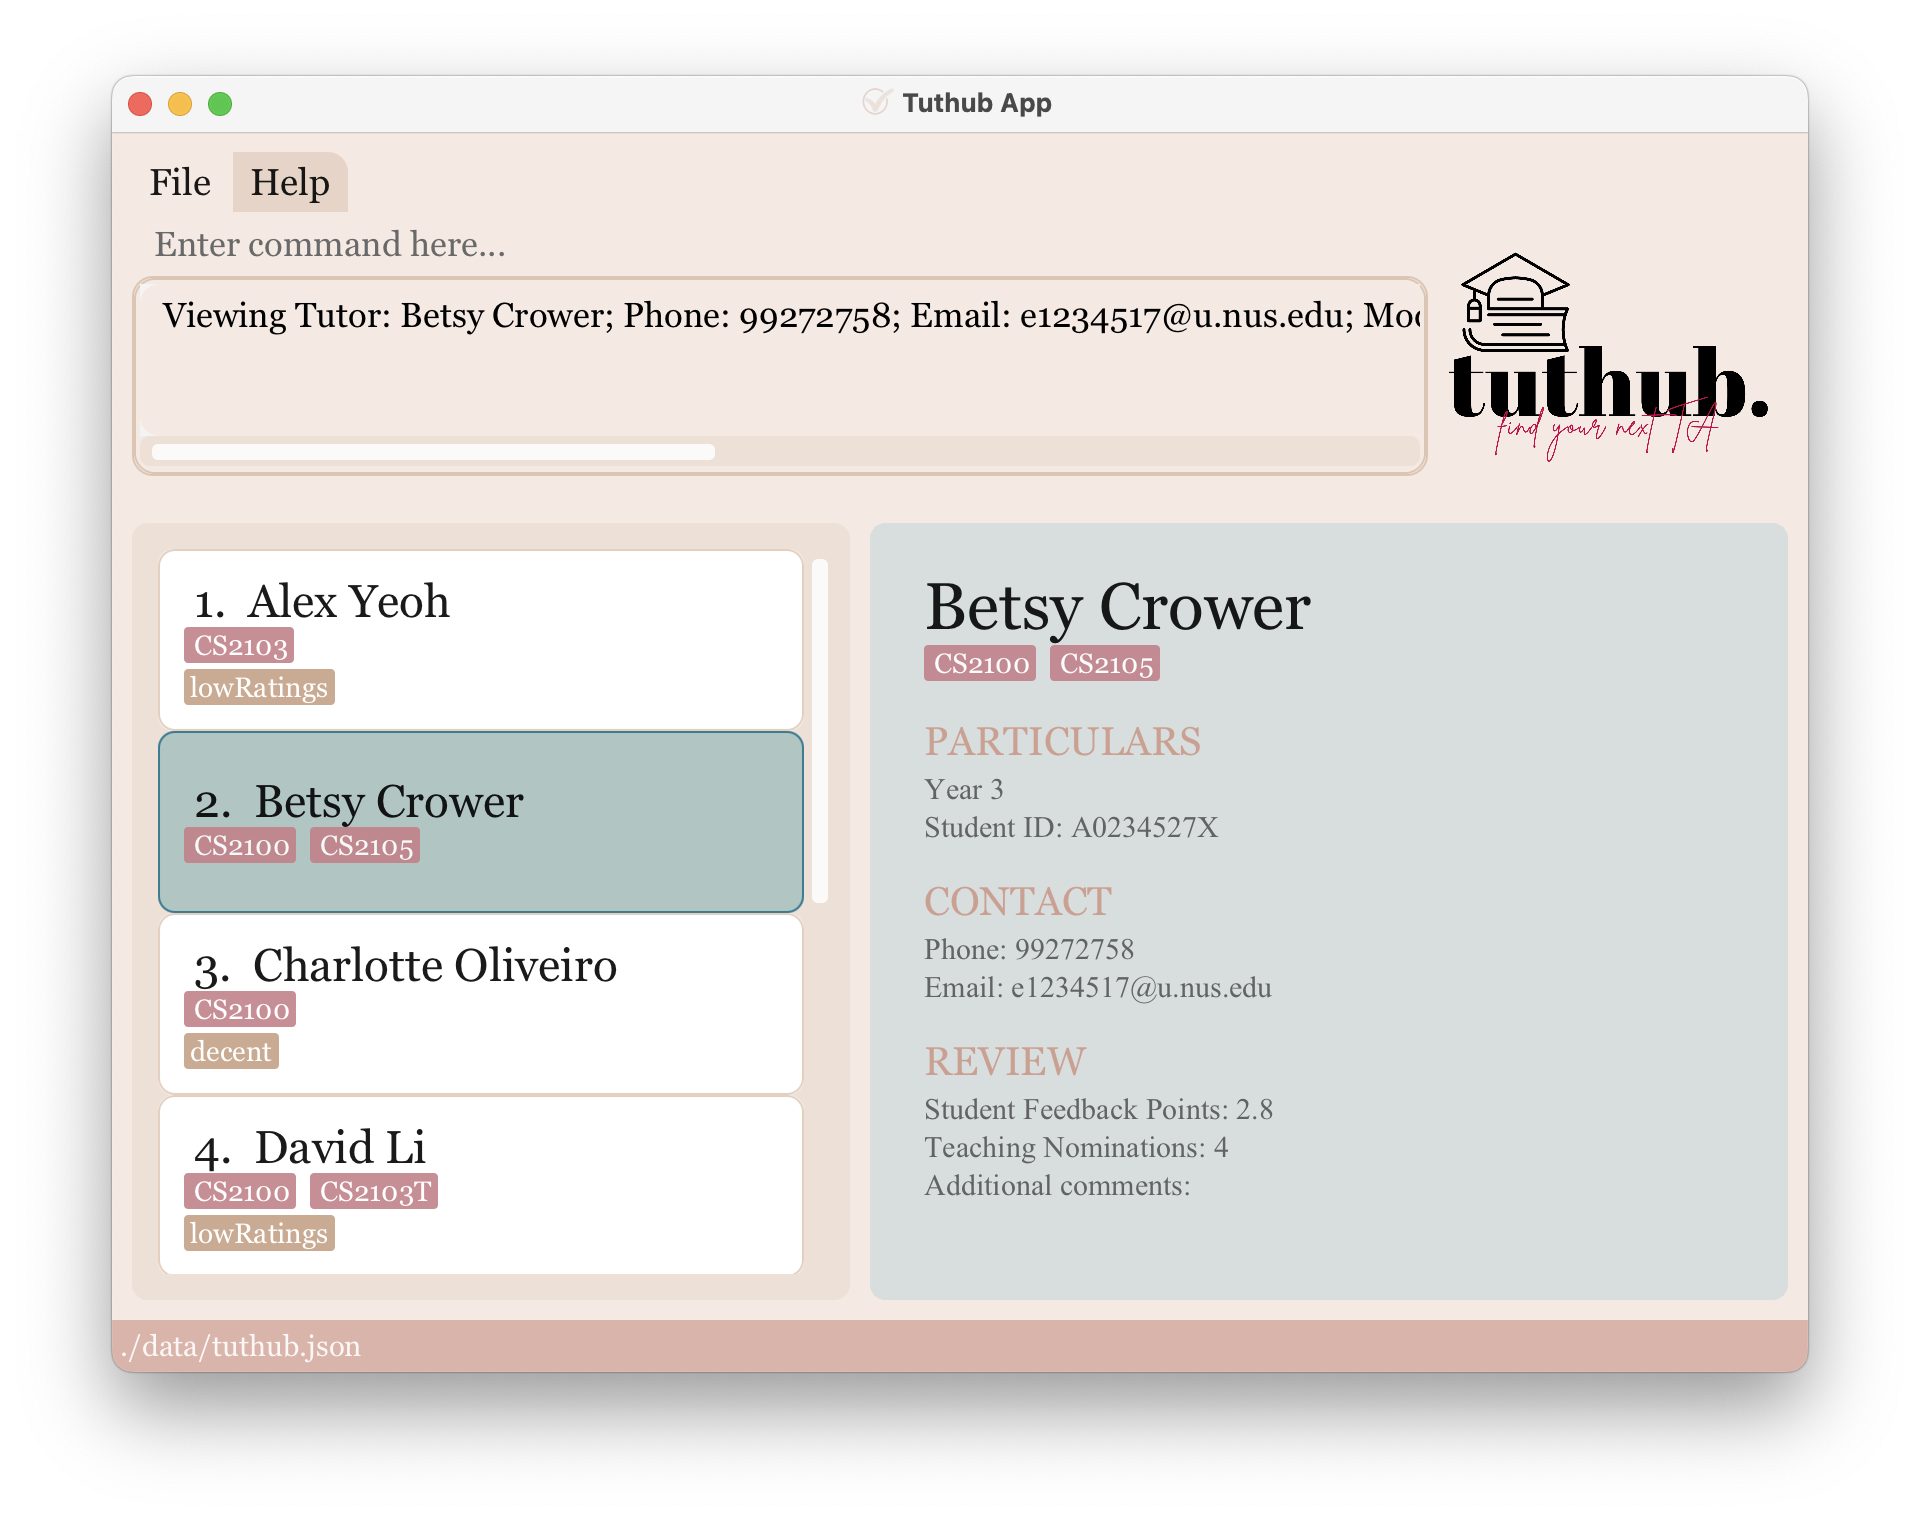 Tuthub App
File Help
Enter command here...
Viewing Tutor: Betsy Crower; Phone: 99272758; Email: e1234517@u.nus.edu;
tuthub.
find your next TA
1. Alex Yeoh
CS2103
lowRatings
2. Betsy Crower
CS2100 CS2105
3. Charlotte Oliveiro
CS2100
decent
4. David Li
CS2100 CS2103T
lowRatings
Betsy Crower
CS2100 CS2105
PARTICULARS
Year 3
Student ID: A0234527X
CONTACT
Phone: 99272758
Email: e1234517@u.nus.edu
REVIEW
Student Feedback Points: 2.8
Teaching Nominations: 4
Additional comments:
./data/tuthub.json